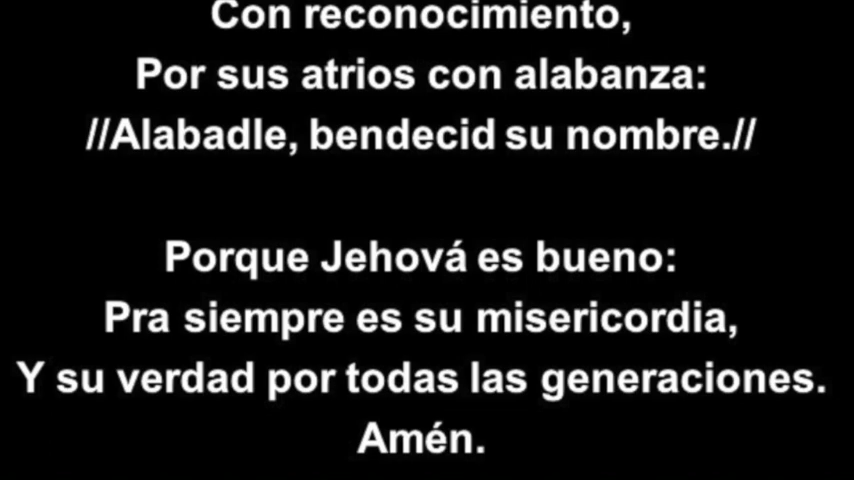 Con reconocimiento,
Por sus atrios con alabanza:
//Alabadle, bendecid su nombre.//
Porque Jehová es bueno:
Pra siempre es su misericordia,
Y su verdad por todas las generaciones.
Amén.